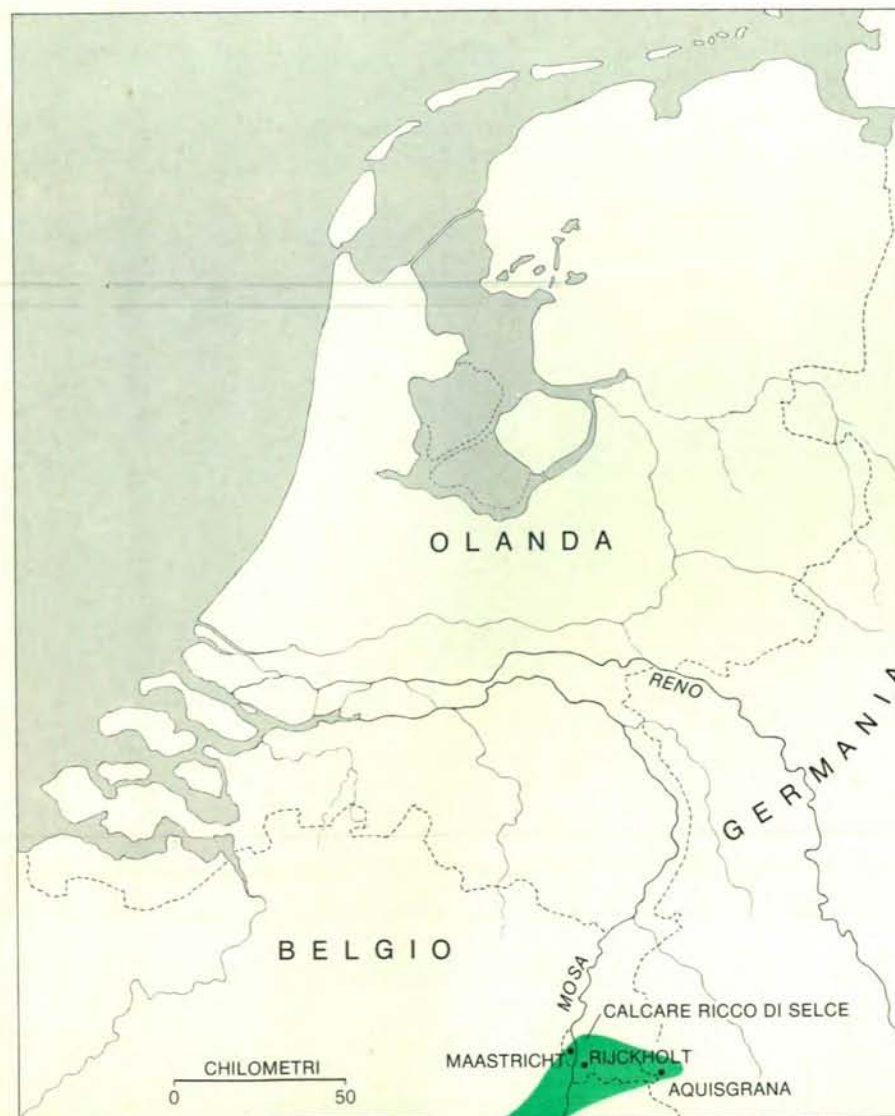 OLANDA
RENO
GERMANIA
BELGIO
MOSA
CALCARE RICCO DI SELCE
MAASTRICHT
RIJCKHOLT
AQUISGRANA
CHILOMETRI
0 50